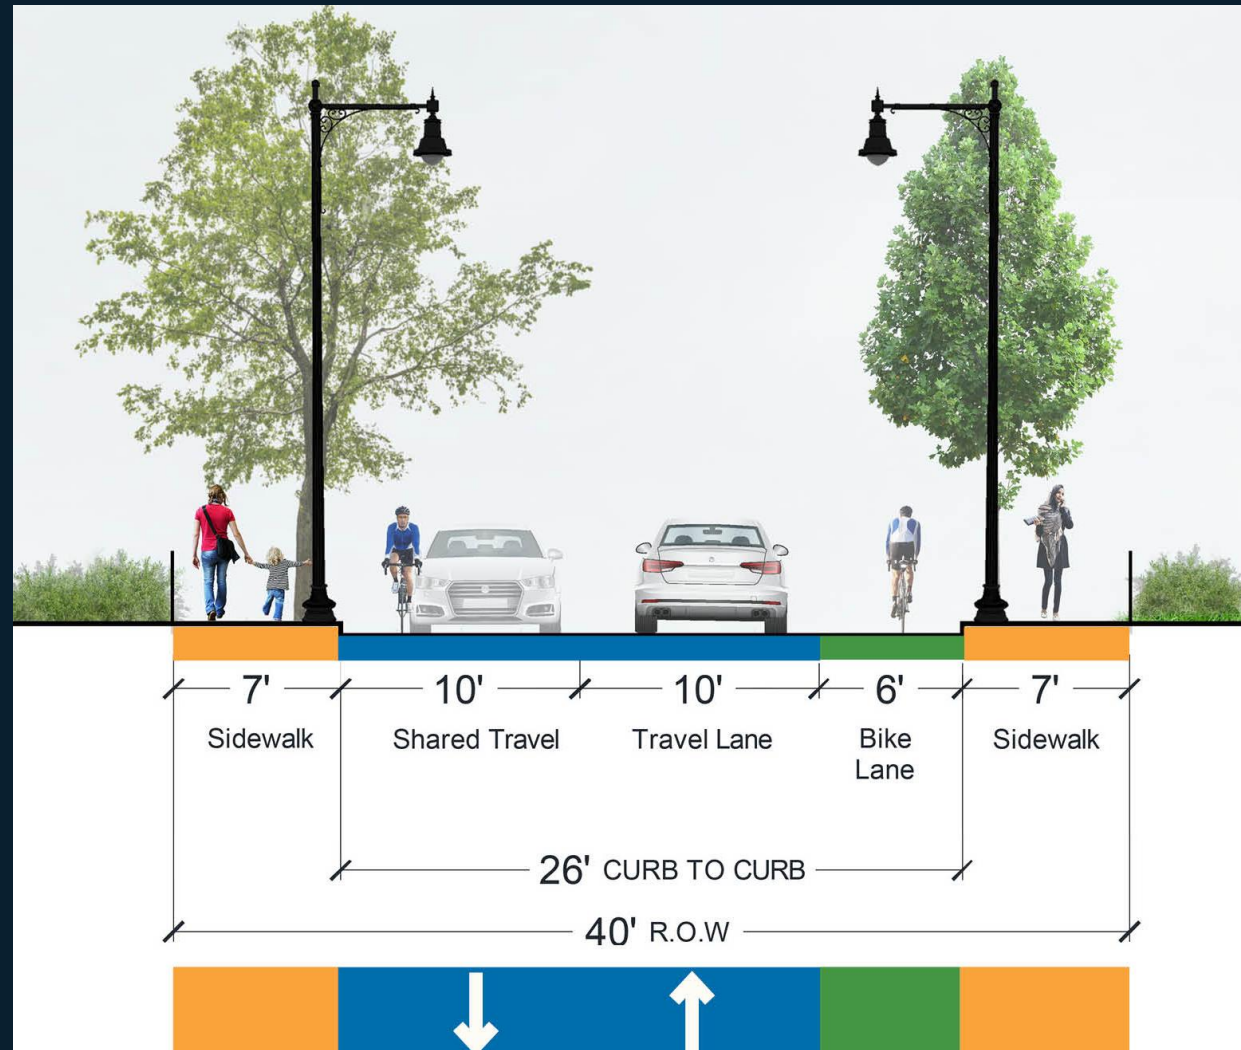 7' 10' 10' 6' 7'
Sidewalk Shared Travel Travel Lane Bike Sidewalk
Lane
26' CURB TO CURB
40' R.O.W